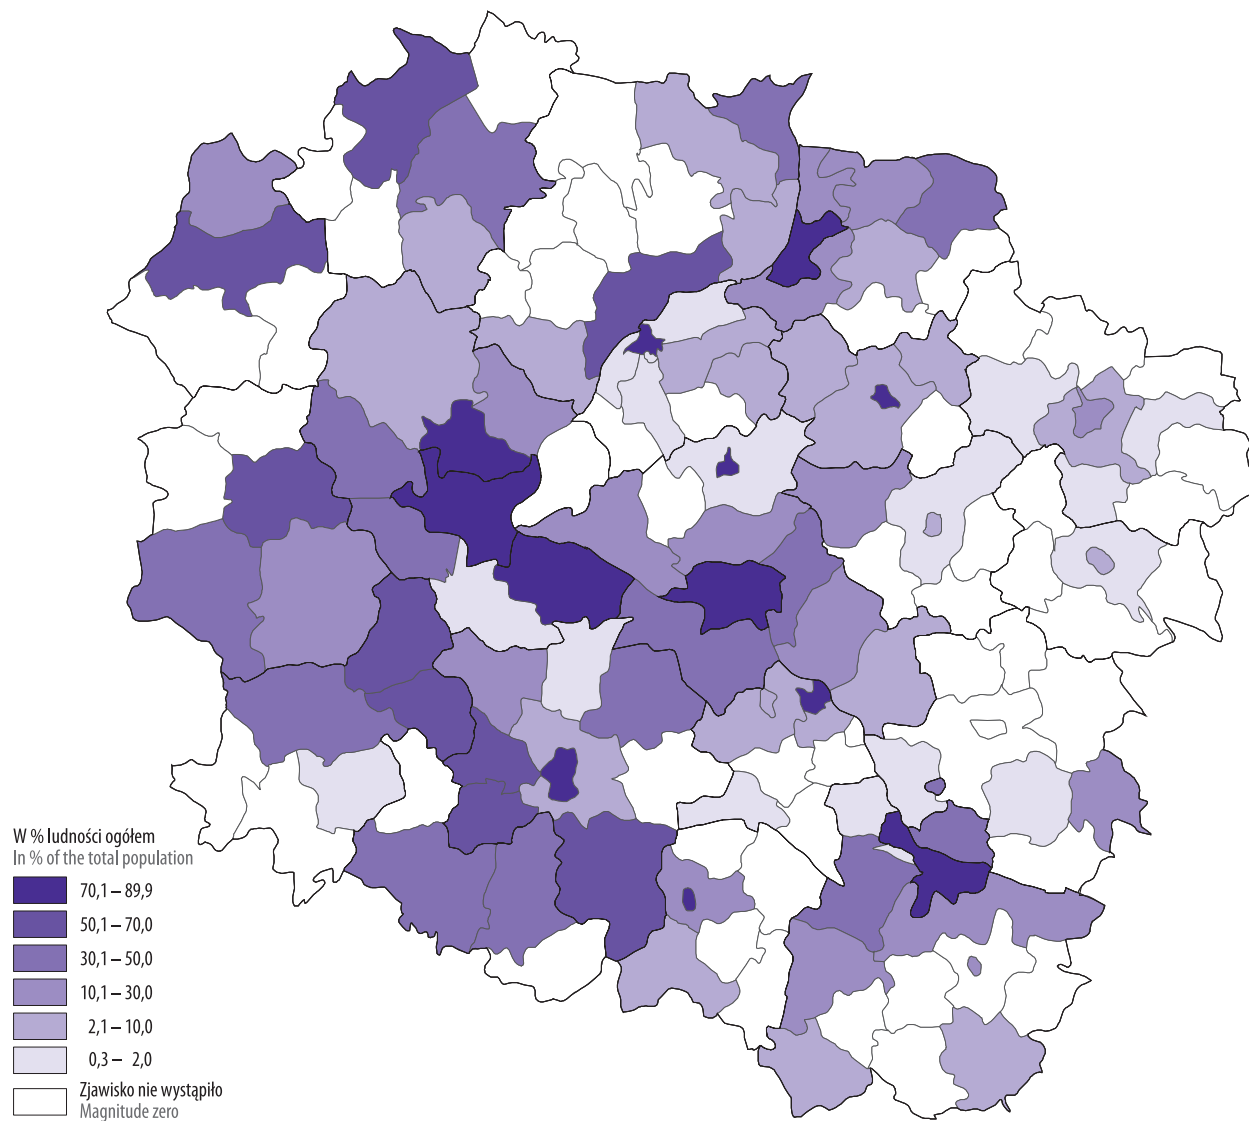 W % ludności ogółem
In % of the total population
70,1 – 89,9
50,1 – 70,0
30,1 – 50,0
10,1 – 30,0
2,1 – 10,0
0,3 – 2,0
Zjawisko nie wystąpiło
Magnitude zero